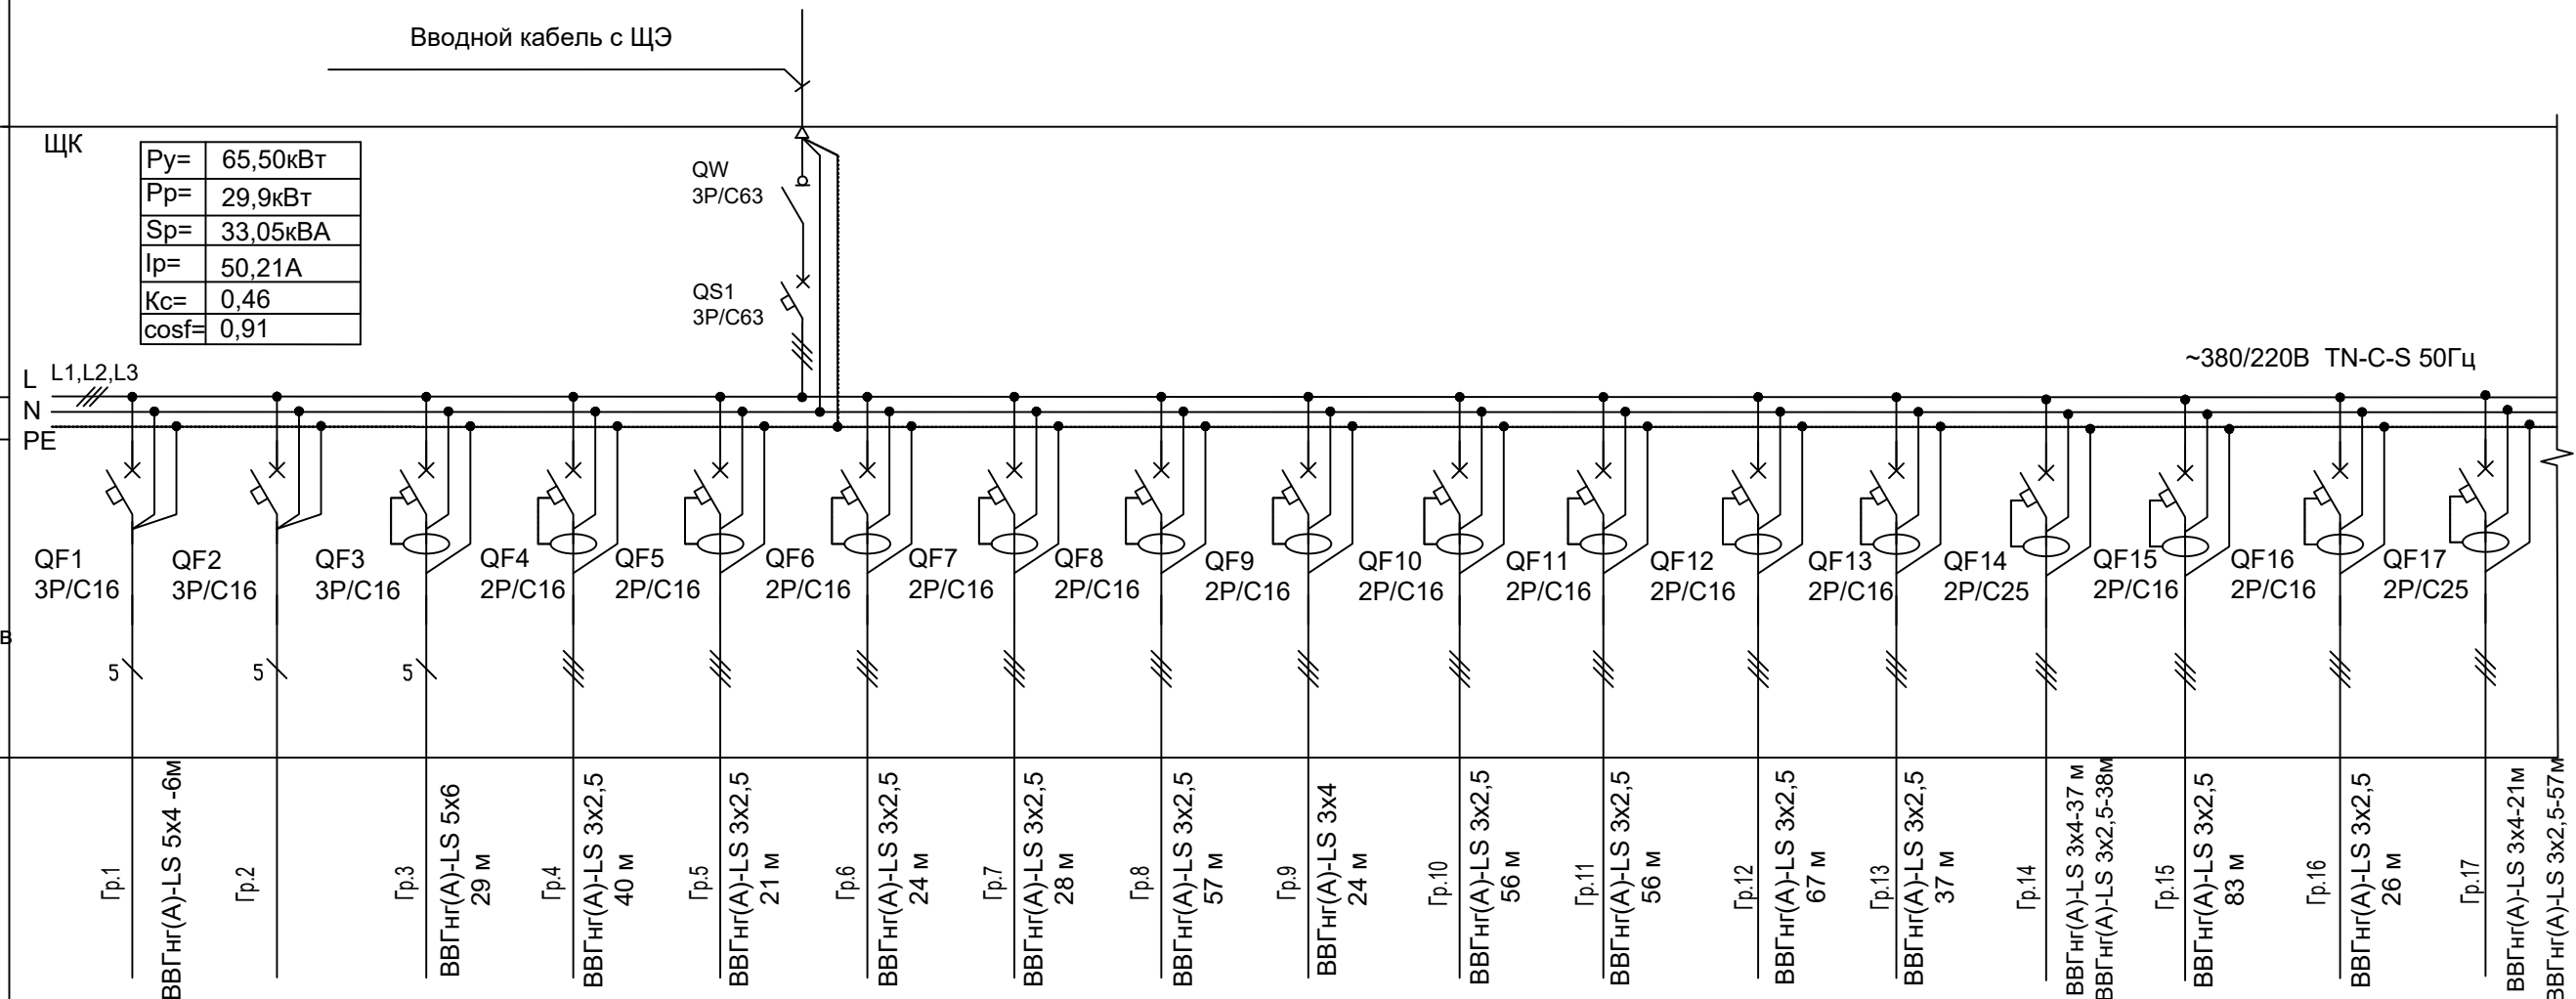 Вводной кабель с ЩЭ
ЩК
Ру= 65,50кВт
Рр= 29,9кВт
Sp= 33,05кВА
Iр= 50,21А
Кс= 0,46
cosf= 0,91
QW
3P/C63
QS1
3P/C63
~380/220В TN-C-S 50Гц
L L1,L2,L3
N
PE
QF1
3P/C16
QF2
3P/C16
QF3
3P/C16
QF4
2P/C16
QF5
2P/C16
QF6
2P/C16
QF7
2P/C16
QF8
2P/C16
QF9
2P/C16
QF10
2P/C16
QF11
2P/C16
QF12
2P/C16
QF13
2P/C16
QF14
2P/C25
QF15
2P/C16
QF16
2P/C16
QF17
2P/C25
в
5
5
5
Гр.1
ВВГнг(А)-LS 5х4 -6м
Гр.2
Гр.3
ВВГнг(А)-LS 5х6
29 м
Гр.4
ВВГнг(А)-LS 3х2,5
40 м
Гр.5
ВВГнг(А)-LS 3х2,5
21 м
Гр.6
ВВГнг(А)-LS 3х2,5
24 м
Гр.7
ВВГнг(А)-LS 3х2,5
28 м
Гр.8
ВВГнг(А)-LS 3х2,5
57 м
Гр.9
ВВГнг(А)-LS 3х4
24 м
Гр.10
ВВГнг(А)-LS 3х2,5
56 м
Гр.11
ВВГнг(А)-LS 3х2,5
56 м
Гр.12
ВВГнг(А)-LS 3х2,5
67 м
Гр.13
ВВГнг(А)-LS 3х2,5
37 м
Гр.14
ВВГнг(А)-LS 3х4-37 м
ВВГнг(А)-LS 3х2,5-38м
Гр.15
ВВГнг(А)-LS 3х2,5
83 м
Гр.16
ВВГнг(А)-LS 3х2,5
26 м
Гр.17
ВВГнг(А)-LS 3х4-21м
ВВГнг(А)-LS 3х2,5-57м